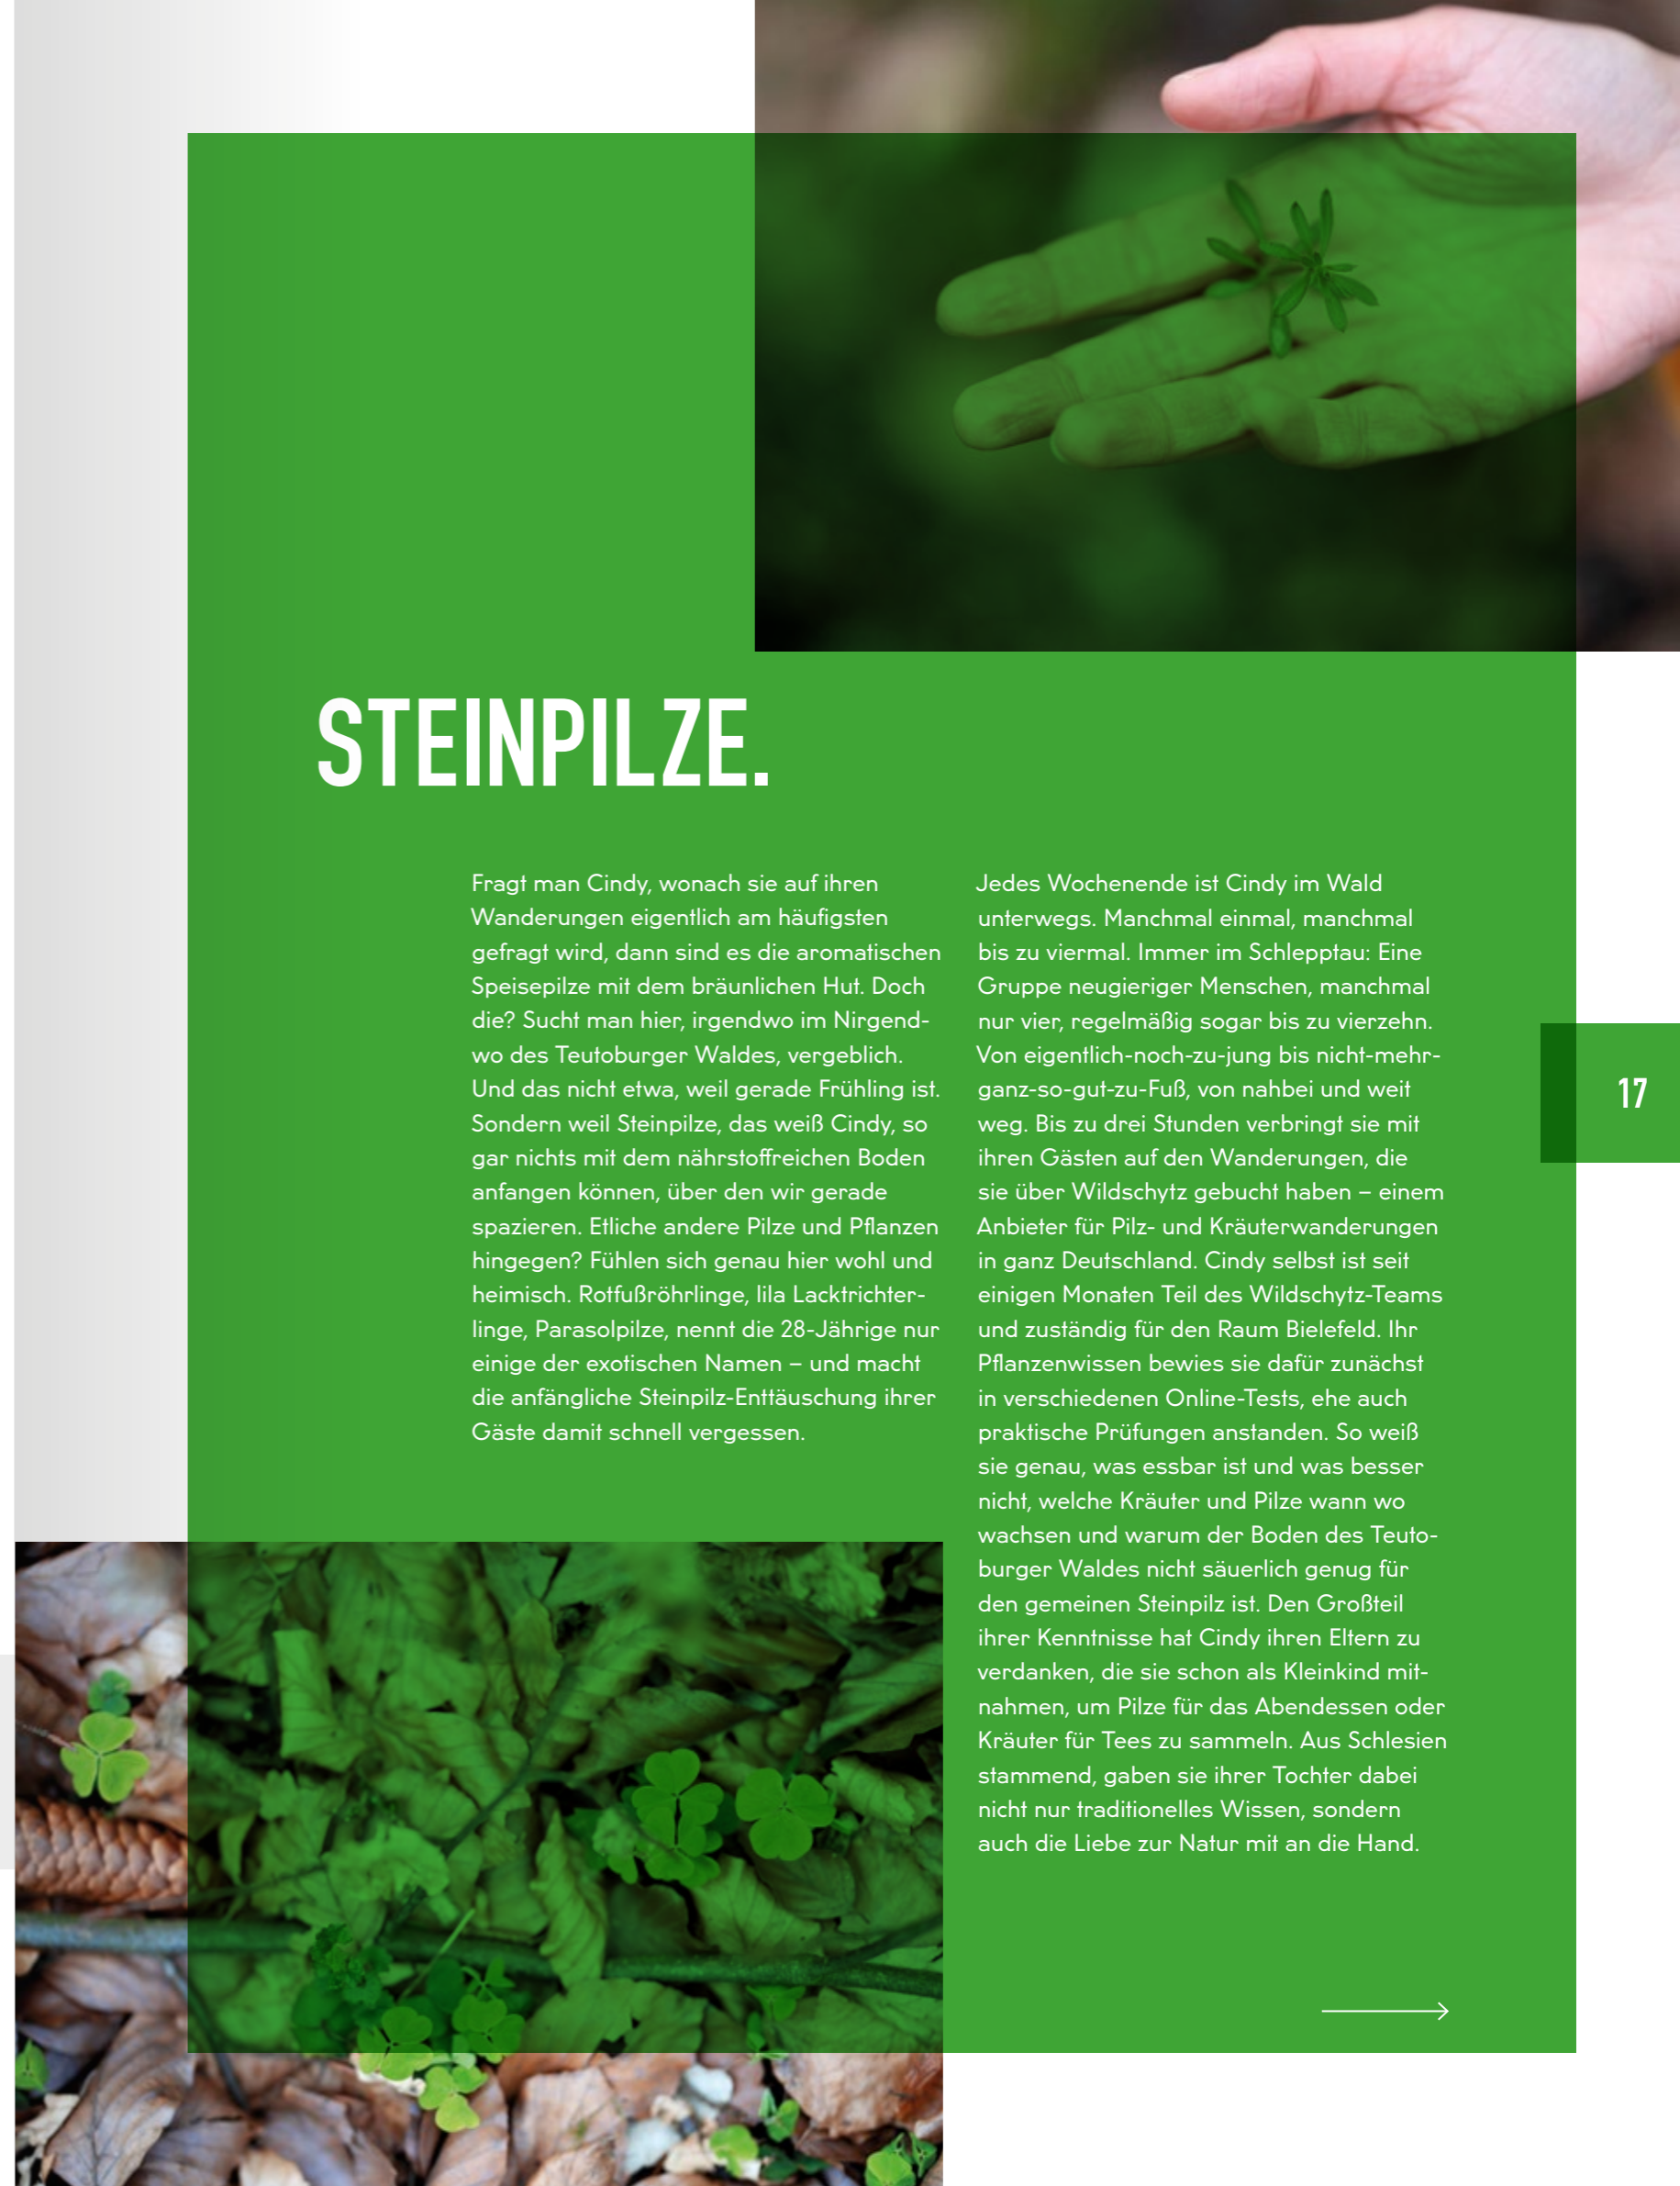 STEINPILZE.
Fragt man Cindy, wonach sie auf ihren
Wanderungen eigentlich am häufigsten
gefragt wird, dann sind es die aromatischen
Speisepilze mit dem bräunlichen Hut. Doch
die? Sucht man hier, irgendwo im Nirgend-
wo des Teutoburger Waldes, vergeblich.
Und das nicht etwa, weil gerade Frühling ist.
Sondern weil Steinpilze, das weiß Cindy, so
gar nichts mit dem nährstoffreichen Boden
anfangen können, über den wir gerade
spazieren. Etliche andere Pilze und Pflanzen
hingegen? Fühlen sich genau hier wohl und
heimisch. Rotfußröhrlinge, lila Lacktrichter-
linge, Parasolpilze, nennt die 28-Jährige nur
einige der exotischen Namen – und macht
die anfängliche Steinpilz-Enttäuschung ihrer
Gäste damit schnell vergessen.
Jedes Wochenende ist Cindy im Wald
unterwegs. Manchmal einmal, manchmal
bis zu viermal. Immer im Schlepptau: Eine
Gruppe neugieriger Menschen, manchmal
nur vier, regelmäßig sogar bis zu vierzehn.
Von eigentlich-noch-zu-jung bis nicht-mehr-
ganz-so-gut-zu-Fuß, von nahbei und weit
weg. Bis zu drei Stunden verbringt sie mit
ihren Gästen auf den Wanderungen, die
sie über Wildschytz gebucht haben – einem
Anbieter für Pilz- und Kräuterwanderungen
in ganz Deutschland. Cindy selbst ist seit
einigen Monaten Teil des Wildschytz-Teams
und zuständig für den Raum Bielefeld. Ihr
Pflanzenwissen bewies sie dafür zunächst
in verschiedenen Online-Tests, ehe auch
praktische Prüfungen anstanden. So weiß
sie genau, was essbar ist und was besser
nicht, welche Kräuter und Pilze wann wo
wachsen und warum der Boden des Teuto-
burger Waldes nicht säuerlich genug für
den gemeinen Steinpilz ist. Den Großteil
ihrer Kenntnisse hat Cindy ihren Eltern zu
verdanken, die sie schon als Kleinkind mit-
nahmen, um Pilze für das Abendessen oder
Kräuter für Tees zu sammeln. Aus Schlesien
stammend, gaben sie ihrer Tochter dabei
nicht nur traditionelles Wissen, sondern
auch die Liebe zur Natur mit an die Hand.
17